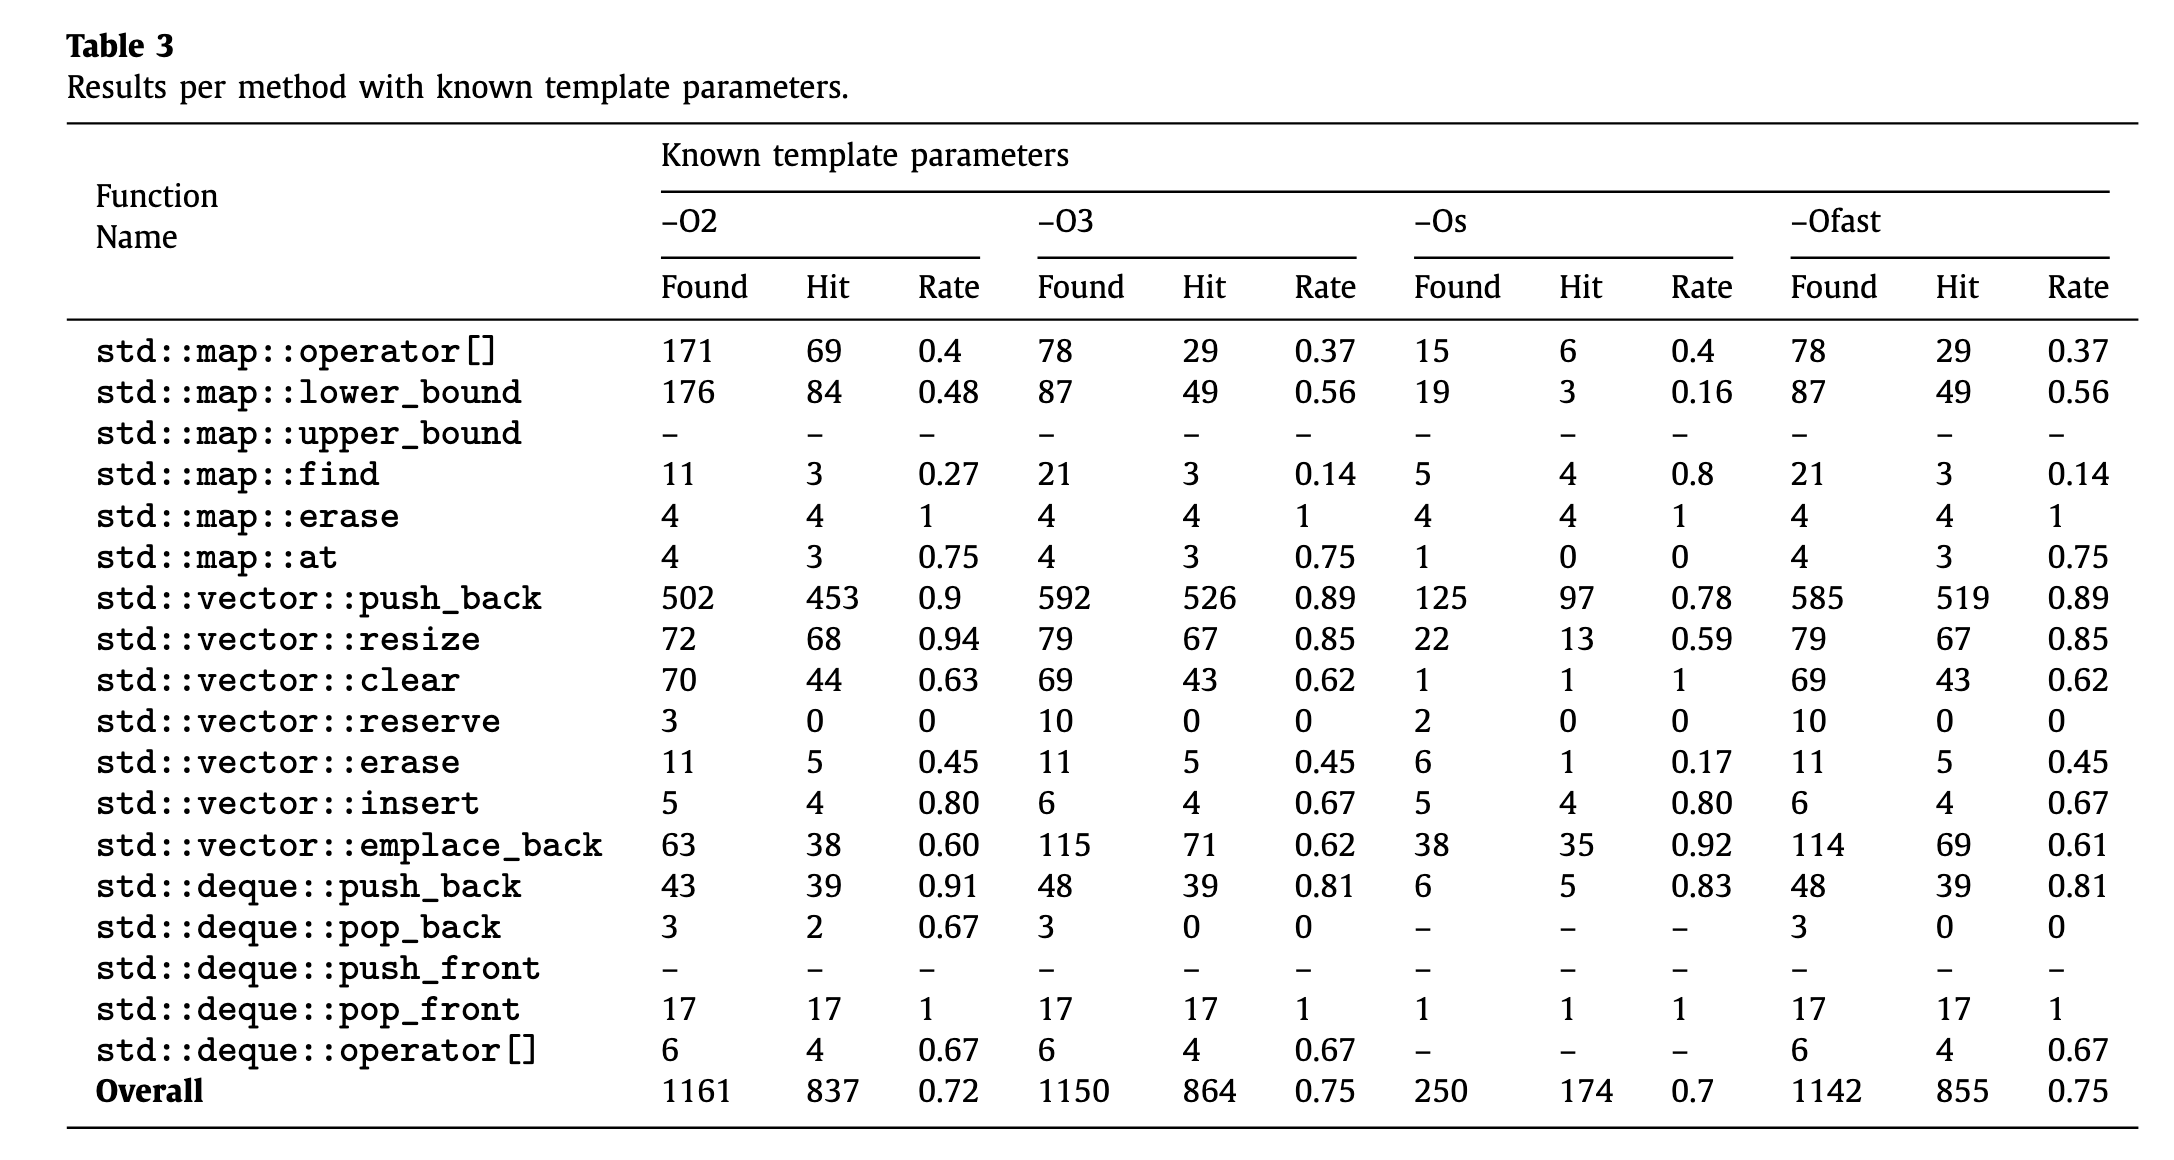 Table 3
Results per method with known template parameters.
Function Name Known template parameters
–O2 –O3 –Os –Ofast
Found Hit Rate Found Hit Rate Found Hit Rate Found Hit Rate
std::map::operator[] 171 69 0.4 78 29 0.37 15 6 0.4 78 29 0.37
std::map::lower_bound 176 84 0.48 87 49 0.56 19 3 0.16 87 49 0.56
std::map::upper_bound – – – – – – – – – – – –
std::map::find 11 3 0.27 21 3 0.14 5 4 0.8 21 3 0.14
std::map::erase 4 4 1 4 4 1 4 4 1 4 4 1
std::map::at 4 3 0.75 4 3 0.75 1 0 0 4 3 0.75
std::vector::push_back 502 453 0.9 592 526 0.89 125 97 0.78 585 519 0.89
std::vector::resize 72 68 0.94 79 67 0.85 22 13 0.59 79 67 0.85
std::vector::clear 70 44 0.63 69 43 0.62 1 1 1 69 43 0.62
std::vector::reserve 3 0 0 10 0 0 2 0 0 10 0 0
std::vector::erase 11 5 0.45 11 5 0.45 6 1 0.17 11 5 0.45
std::vector::insert 5 4 0.80 6 4 0.67 5 4 0.80 6 4 0.67
std::vector::emplace_back 63 38 0.60 115 71 0.62 38 35 0.92 114 69 0.61
std::deque::push_back 43 39 0.91 48 39 0.81 6 5 0.83 48 39 0.81
std::deque::pop_back 3 2 0.67 3 0 0 – – – 3 0 0
std::deque::push_front – – – – – – – – – – – –
std::deque::pop_front 17 17 1 17 17 1 1 1 1 17 17 1
std::deque::operator[] 6 4 0.67 6 4 0.67 – – – 6 4 0.67
Overall 1161 837 0.72 1150 864 0.75 250 174 0.7 1142 855 0.75